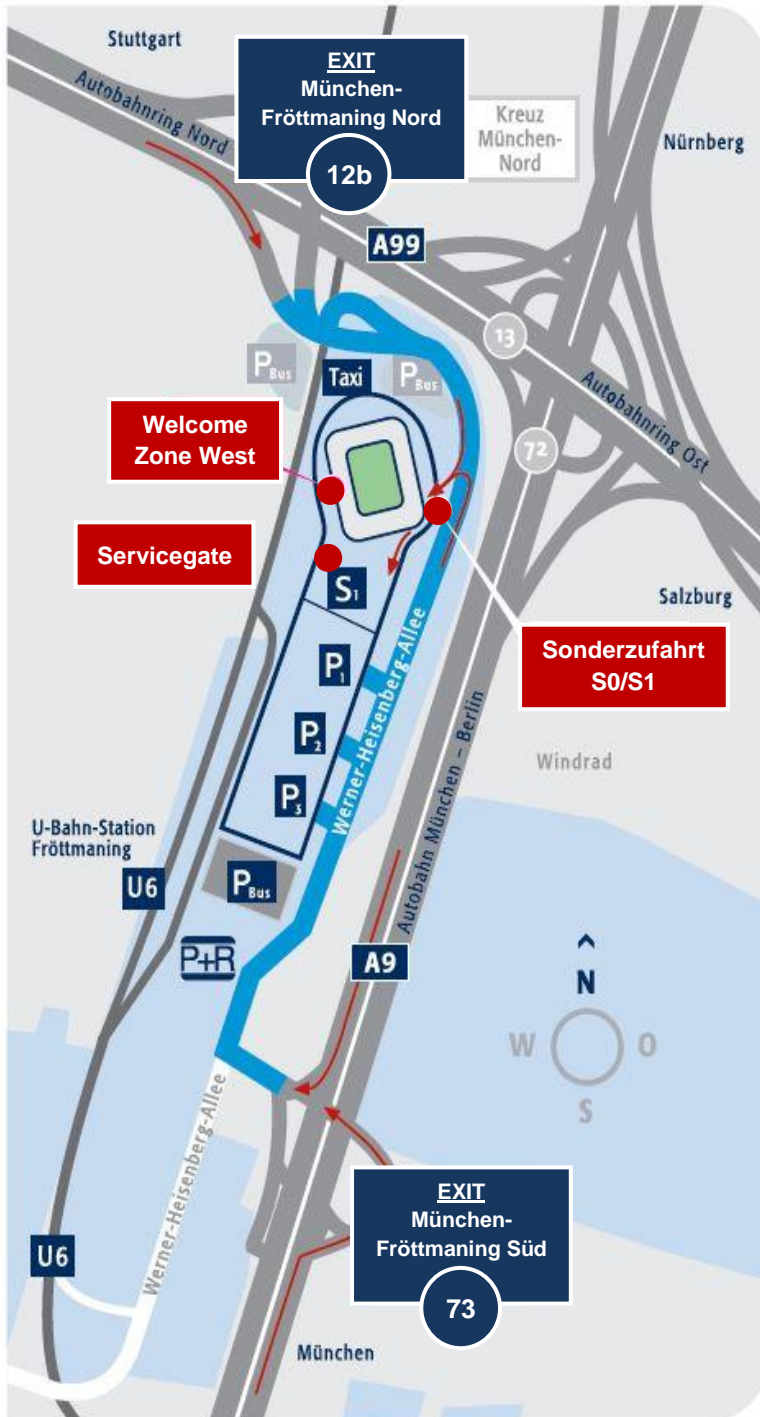 Stuttgart
EXIT
München-
Fröttmaning Nord
12b
Kreuz
München-
Nord
Nürnberg
Autobahnring Nord
A99
13
Autobahnring Ost
72
P Bus
Taxi
P Bus
Welcome
Zone West
Servicegate
S1
Salzburg
Sonderzufahrt
S0/S1
P1
P2
P3
Werner-Heisenberg-Allee
Autobahn München – Berlin
Windrad
U-Bahn-Station
Fröttmaning
U6
P Bus
P+R
A9
N
W
O
S
Werner-Heisenberg-Allee
EXIT
München-
Fröttmaning Süd
73
U6
München